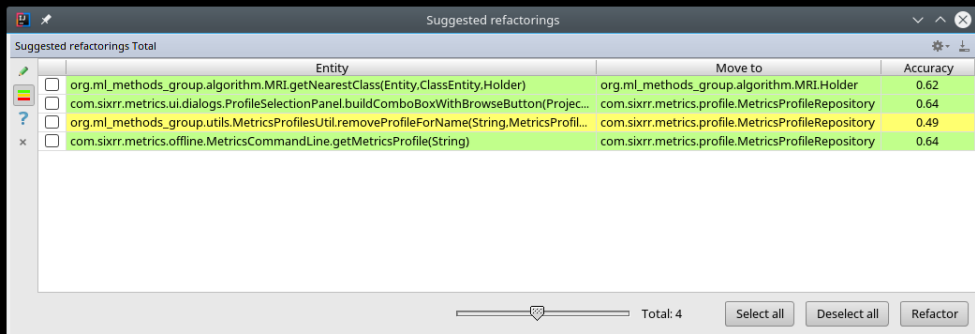 Suggested refactorings
Suggested refactorings Total
Entity Move to Accuracy
org.ml_methods_group.algorithm.MRI.getNearestClass(Entity,ClassEntity,Holder) org.ml_methods_group.algorithm.MRI.Holder 0.62
com.sixrr.metrics.ui.dialogs.ProfileSelectionPanel.buildComboBoxWithBrowseButton(Projec... com.sixrr.metrics.profile.MetricsProfileRepository 0.64
org.ml_methods_group.utils.MetricsProfilesUtil.removeProfileForName(String,MetricsProfil... com.sixrr.metrics.profile.MetricsProfileRepository 0.49
com.sixrr.metrics.offline.MetricsCommandLine.getMetricsProfile(String) com.sixrr.metrics.profile.MetricsProfileRepository 0.64
Total: 4 Select all Deselect all Refactor